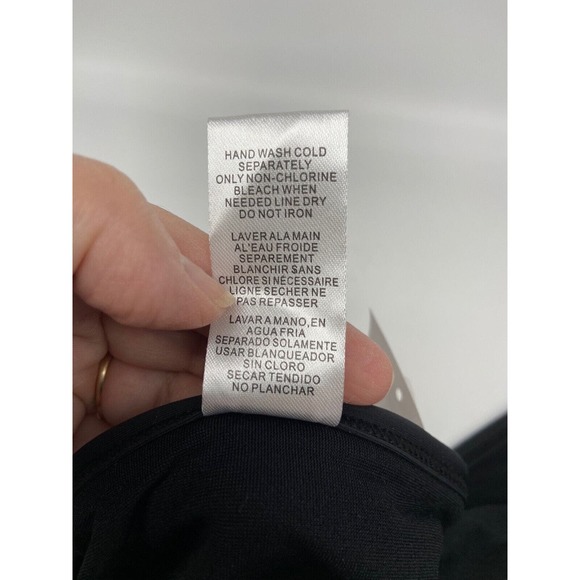 HAND WASH COLD
SEPARATELY
ONLY NON-CHLORINE
BLEACH WHEN
NEEDED LINE DRY
DO NOT IRON
LAVER ALA MAIN
AL'EAU FROIDE
SEPAREMENT
BLANCHIR SANS
CHLORE SI NÉCESSAIRE
LIGNE SECHER NE
PAS REPASSER
LAVAR A MANO, EN
AGUA FRIA
SEPARADO SOLAMENTE
USAR BLANQUEADOR
SIN CLORO
SECAR TENDIDO
NO PLANCHAR